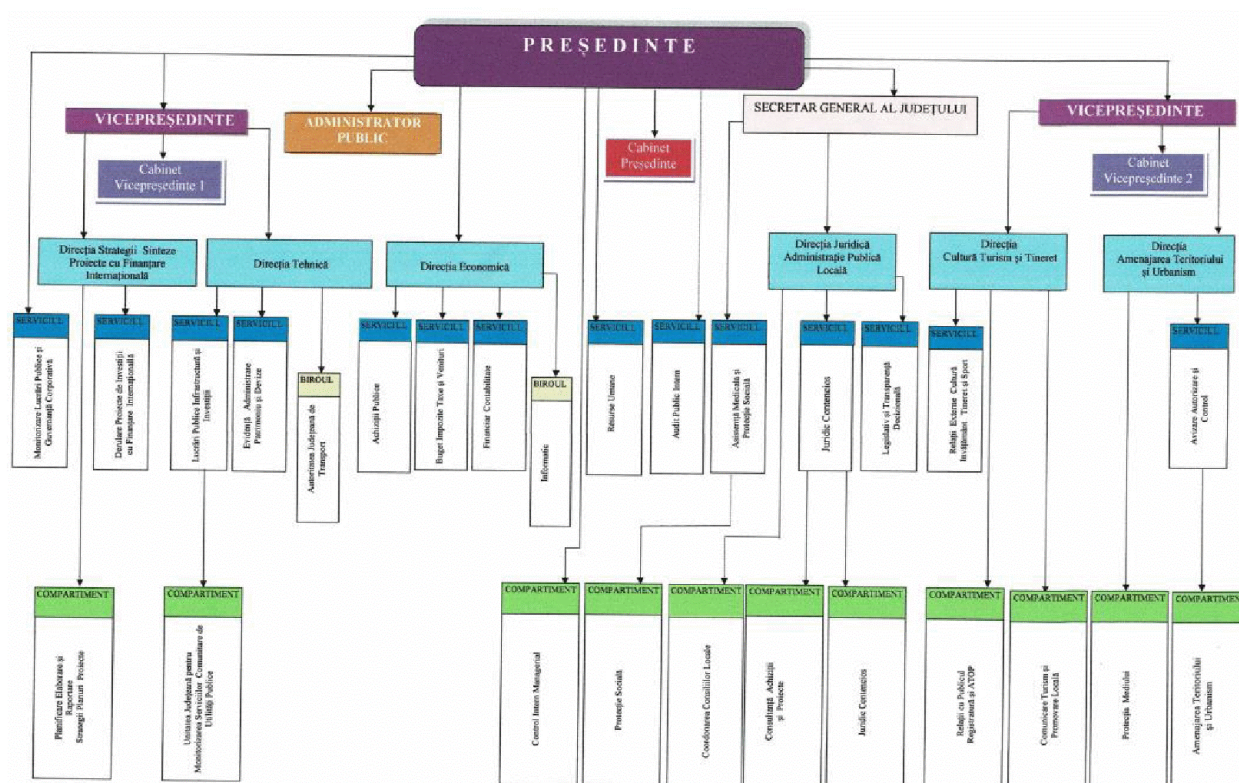 PREȘEDINTE
SECRETAR GENERAL AL JUDEȚULUI
VICEPREȘEDINTE
ADMINISTRATOR
PUBLIC
VICEPREȘEDINTE
Cabinet
Vicepreședinte 1
Cabinet
Președinte
Cabinet
Vicepreședinte 2
Direcția Strategii Sinteze
Proiecte cu Finanțare
Internațională
Direcția Tehnică
Direcția Economică
Direcția Juridică
Administrație Publică
Locală
Direcția
Cultură Turism și Tineret
Direcția
Amenajarea Teritoriului
și Urbanism
SERVICIUL
Monitorizare Lucrări Publice și
Guvernanță Corporativă
SERVICIUL
Derulare Proiecte de Investiții
cu Finanțare Internațională
SERVICIUL
Lucrări Publice Infrastructură și
Investiții
SERVICIUL
Evidență Administrare
Patrimoniu și Devize
BIROUL
Autoritatea Județeană de
Transport
SERVICIUL
Achiziții Publice
SERVICIUL
Buget Impozite Taxe și Venituri
SERVICIUL
Financiar Contabilitate
BIROUL
Informatic
SERVICIUL
Resurse Umane
SERVICIUL
Audit Public Intern
SERVICIUL
Asistență Medicală și
Protecție Socială
SERVICIUL
Juridic Contencios
SERVICIUL
Legislativ și Transparență
Decizională
SERVICIUL
Relații Externe Cultură
Învățământ Tineret și Sport
SERVICIUL
Avizare Autorizare și
Control
COMPARTIMENT
Planificare Elaborare și
Raportare
Strategii Planuri Proiecte
COMPARTIMENT
Unitatea Județeană pentru
Monitorizarea Serviciilor Comunitare de
Utilități Publice
COMPARTIMENT
Control Intern Managerial
COMPARTIMENT
Protecție Socială
COMPARTIMENT
Coordonarea Consiliilor Locale
COMPARTIMENT
Consultanță Achiziții
și Proiecte
COMPARTIMENT
Juridic Contencios
COMPARTIMENT
Relații cu Publicul
Registratură și ATOP
COMPARTIMENT
Comunicare Turism și
Promovare Locală
COMPARTIMENT
Protecția Mediului
COMPARTIMENT
Amenajarea Teritoriului
și Urbanism